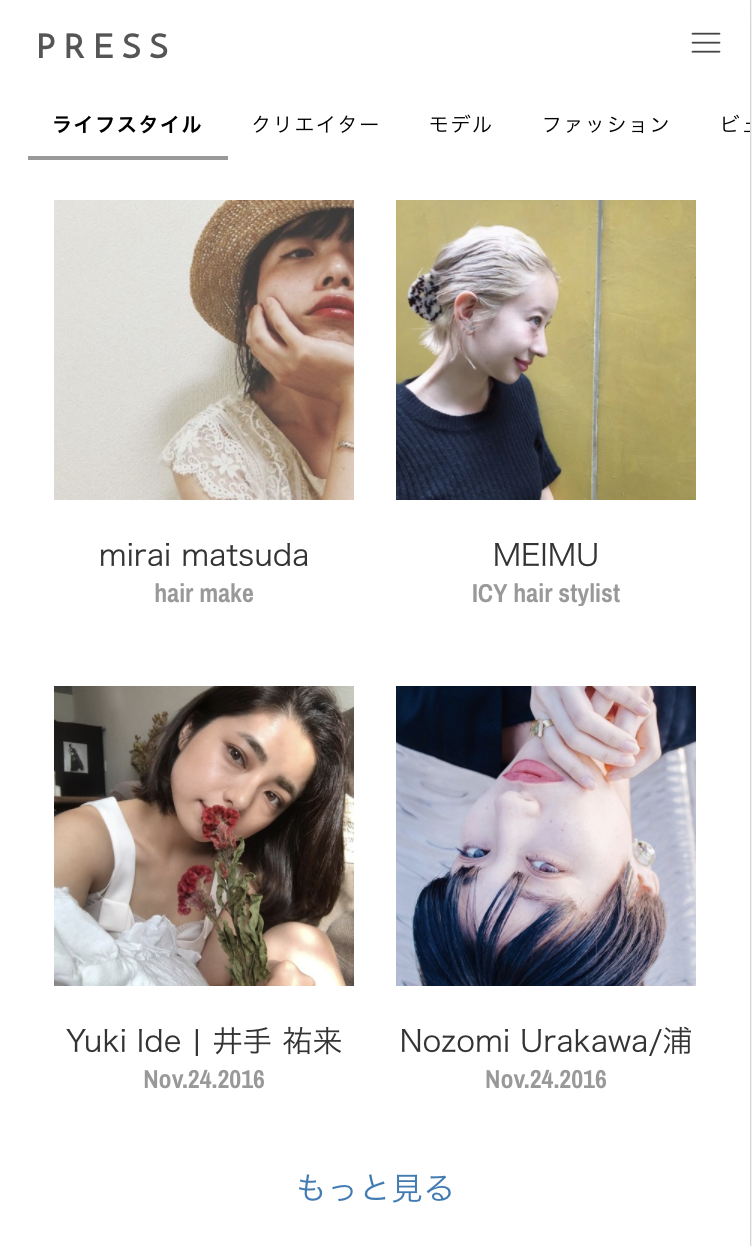 PRESS
ライフスタイル クリエイター モデル ファッション ビ
mirai matsuda
hair make
MEIMU
ICY hair stylist
Yuki Ide | 井手 祐来
Nov.24.2016
Nozomi Urakawa/浦
Nov.24.2016
もっと見る